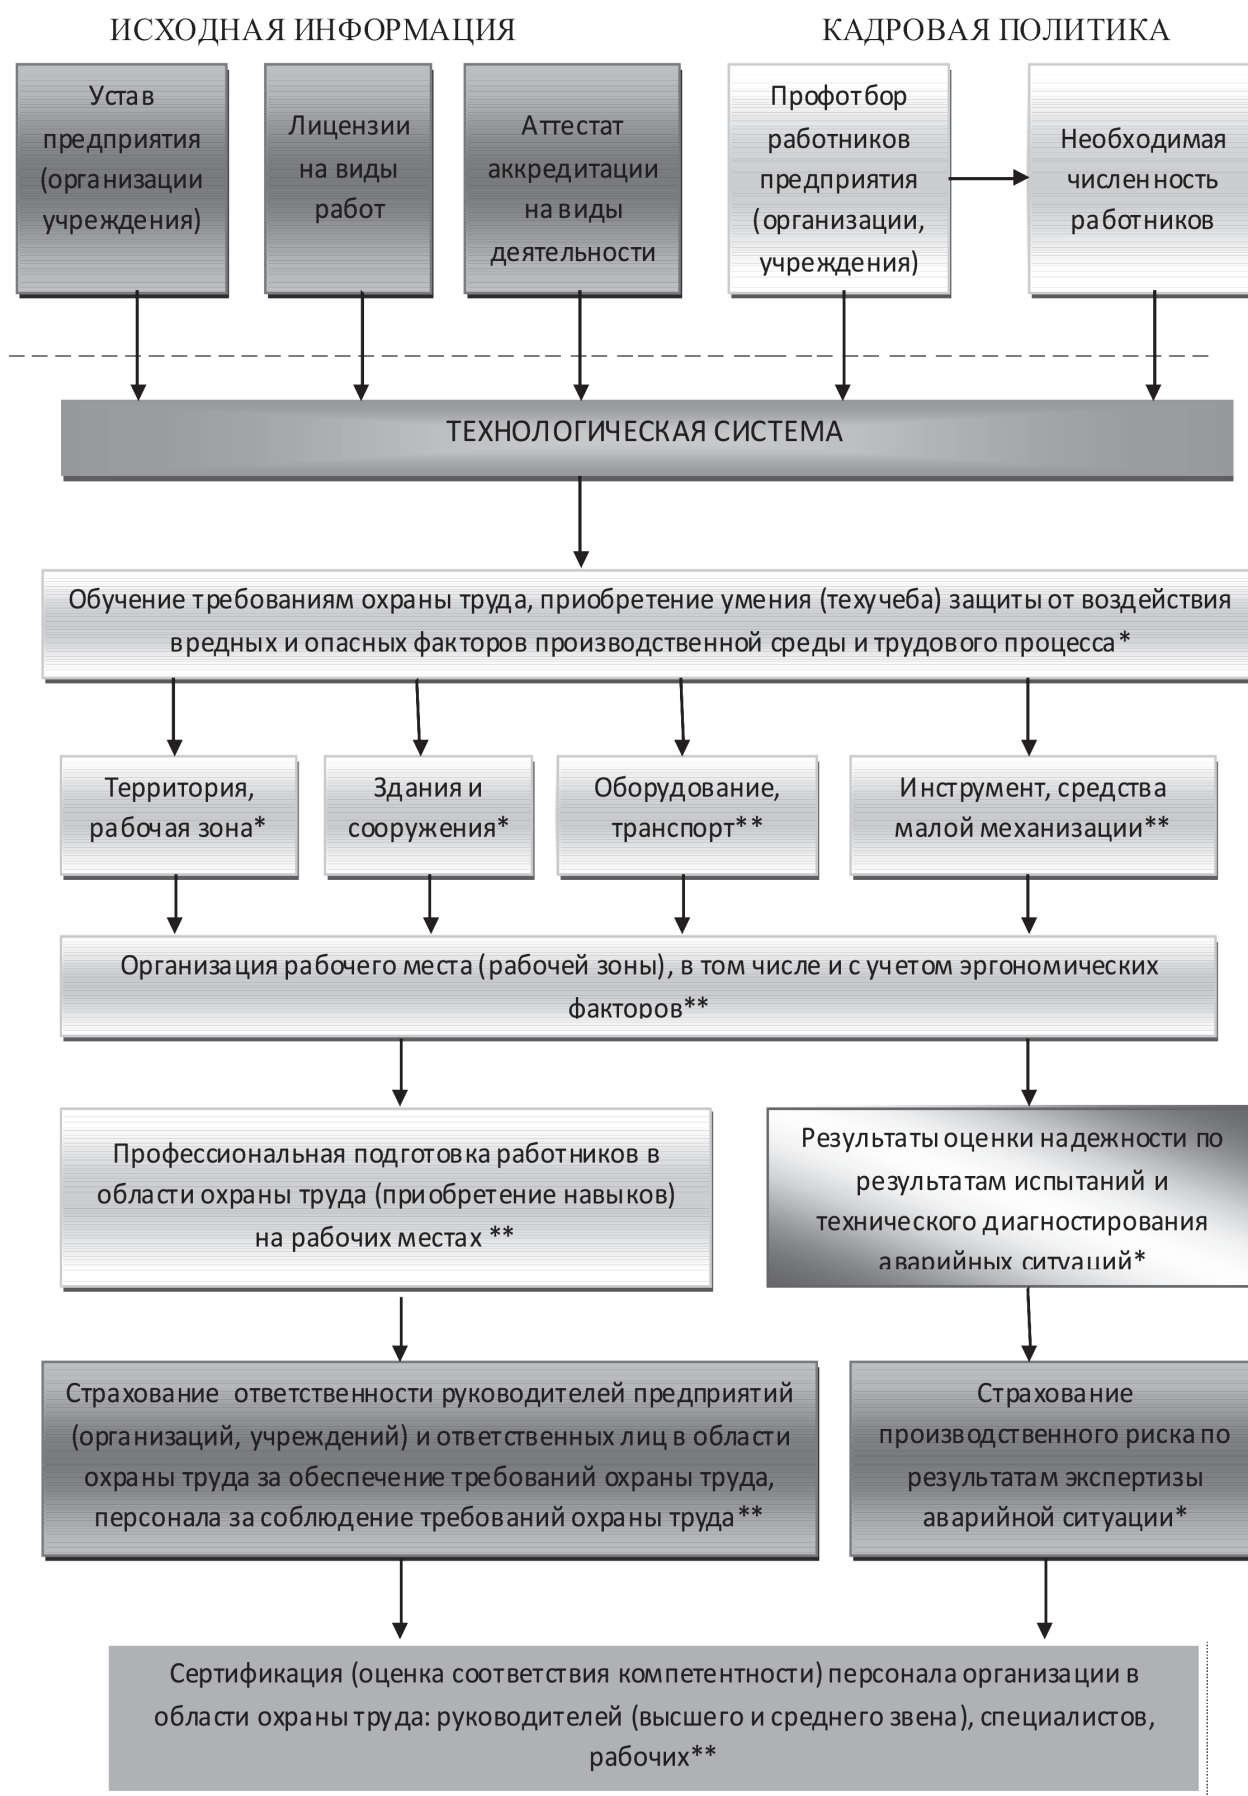 ИСХОДНАЯ ИНФОРМАЦИЯ
КАДРОВАЯ ПОЛИТИКА
Устав
предприятия
(организации
учреждения)
Лицензии
на виды
работ
Аттестат
аккредитации
на виды
деятельности
Профотбор
работников
предприятия
(организации,
учреждения)
Необходимая
численность
работников
ТЕХНОЛОГИЧЕСКАЯ СИСТЕМА
Обучение требованиям охраны труда, приобретение умения (техучеба) защиты от воздействия
вредных и опасных факторов производственной среды и трудового процесса*
Территория,
рабочая зона*
Здания и
сооружения*
Оборудование,
транспорт**
Инструмент, средства
малой механизации**
Организация рабочего места (рабочей зоны), в том числе и с учетом эргономических
факторов**
Профессиональная подготовка работников в
области охраны труда (приобретение навыков)
на рабочих местах **
Результаты оценки надежности по
результатам испытаний и
технического диагностирования
аварийных ситуаций*
Страхование ответственности руководителей предприятий
(организаций, учреждений) и ответственных лиц в области
охраны труда за обеспечение требований охраны труда,
персонала за соблюдение требований охраны труда**
Страхование
производственного риска по
результатам экспертизы
аварийной ситуации*
Сертификация (оценка соответствия компетентности) персонала организации в
области охраны труда: руководителей (высшего и среднего звена), специалистов,
рабочих**